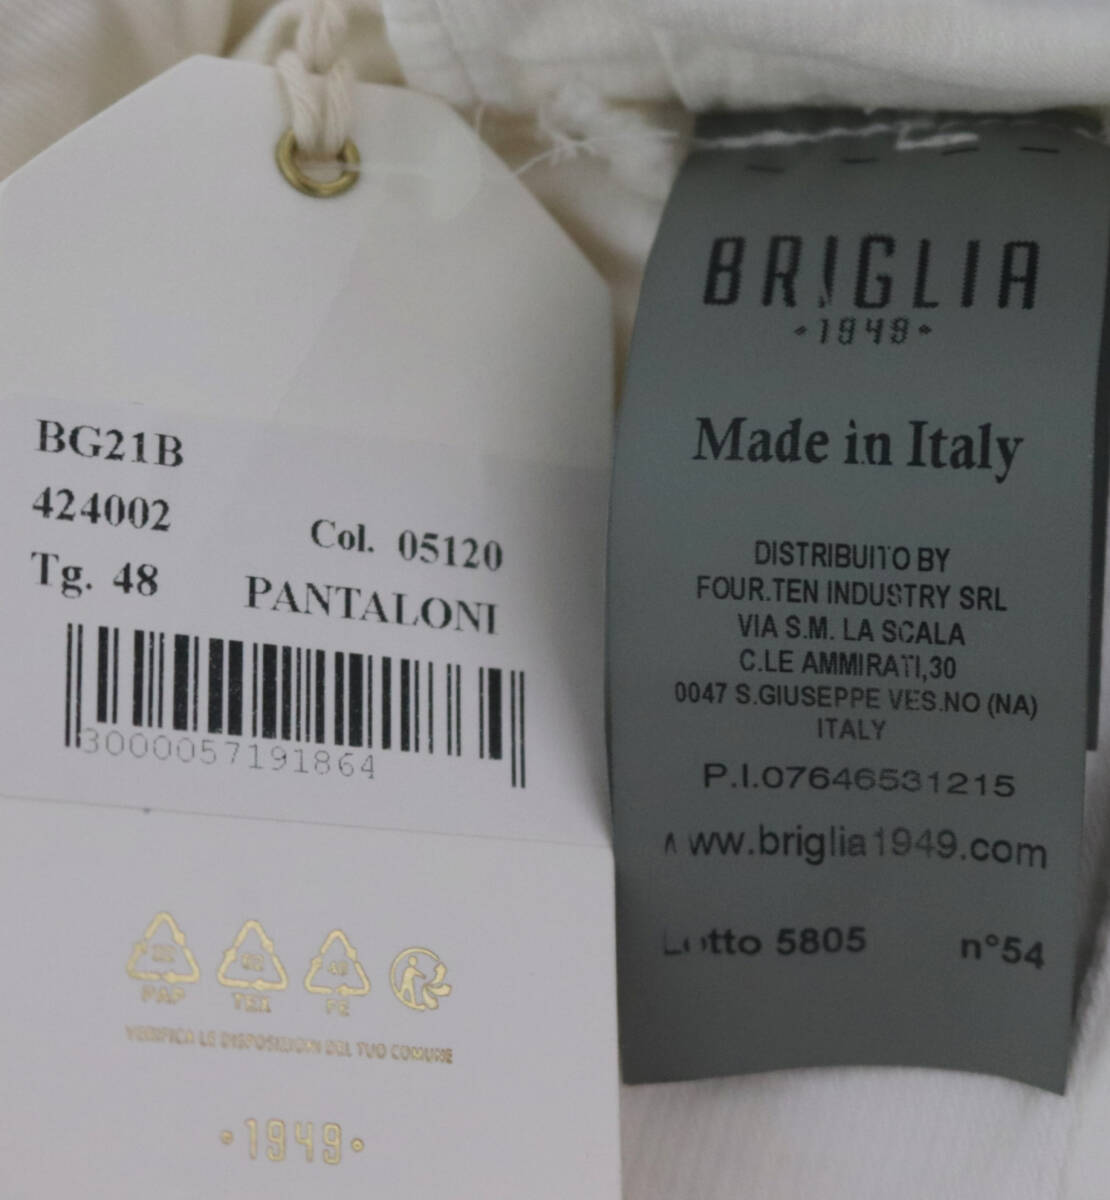 BG21B
424002
Col. 05120
Tg. 48
PANTALONI
3000057191864
PAP
TEX
FE
VERIFICA LE DISPOSIZIONI DEL TUO COMUNE
•1949•
BRIGLIA
•1949•
Made in Italy
DISTRIBUITO BY
FOUR.TEN INDUSTRY SRL
VIA S.M. LA SCALA
C.LE AMMIRATI,30
0047 S.GIUSEPPE VES.NO (NA)
ITALY
P.I.07646531215
www.briglia1949.com
Lotto 5805 n°54